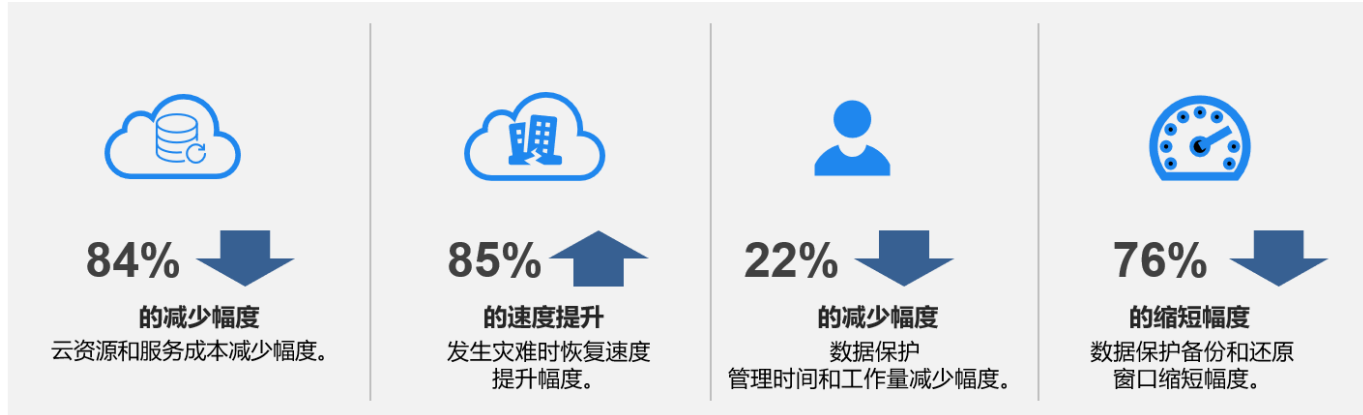 84%
的减少幅度
云资源和服务成本减少幅度。
85%
的速度提升
发生灾难时恢复速度
提升幅度。
22%
的减少幅度
数据保护
管理时间和工作量减少幅度。
76%
的缩短幅度
数据保护备份和还原
窗口缩短幅度。